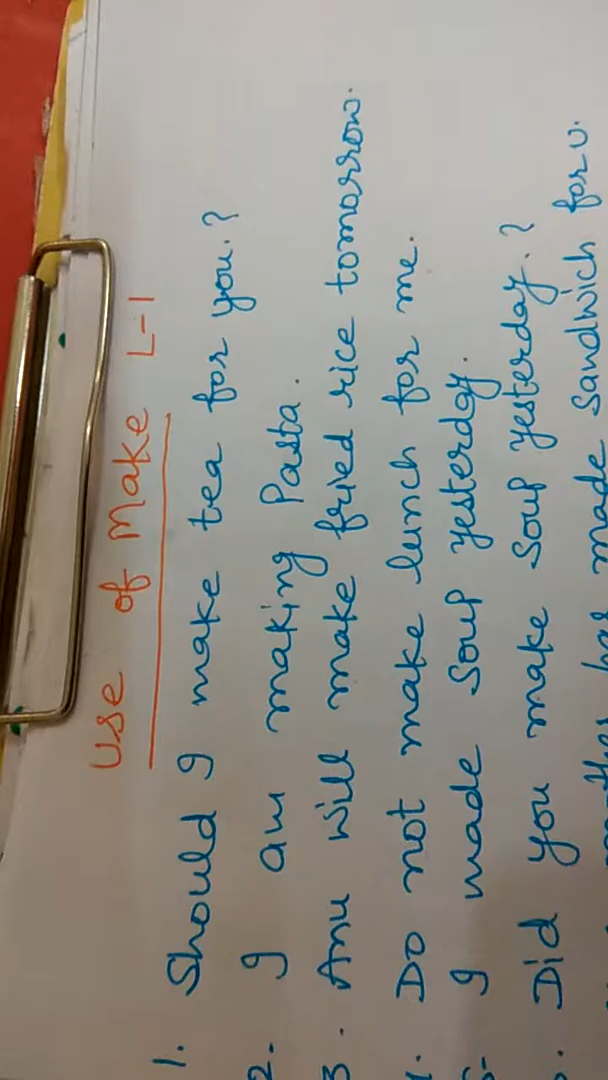 Use of Make L-1
1. Should I make tea for you.?
2. I am making Pasta.
3. Anu will make fried rice tomorrow.
4. Do not make lunch for me.
5- I made Soup yesterday.
. Did you make Soup yesterday.?
mother has made Sandwich for u.